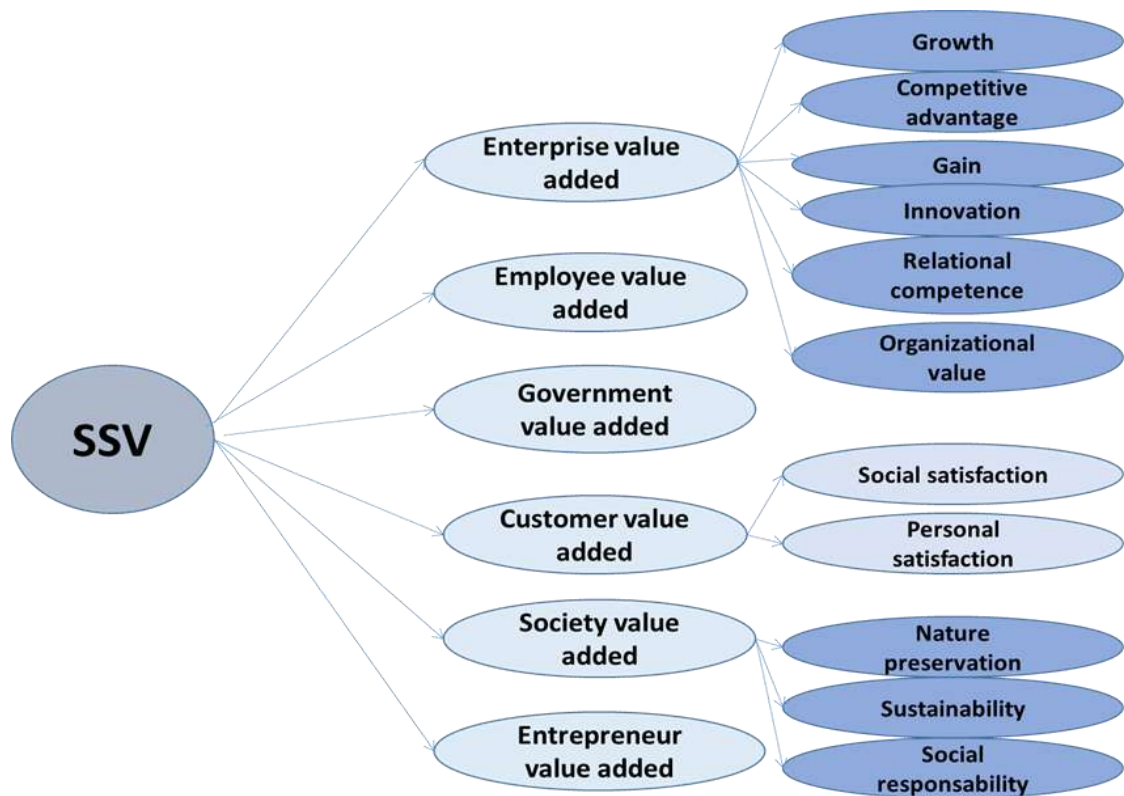 SSV
Enterprise value
added
Employee value
added
Government
value added
Customer value
added
Society value
added
Entrepreneur
value added
Growth
Competitive
advantage
Gain
Innovation
Relational
competence
Organizational
value
Social satisfaction
Personal
satisfaction
Nature
preservation
Sustainability
Social
responsability